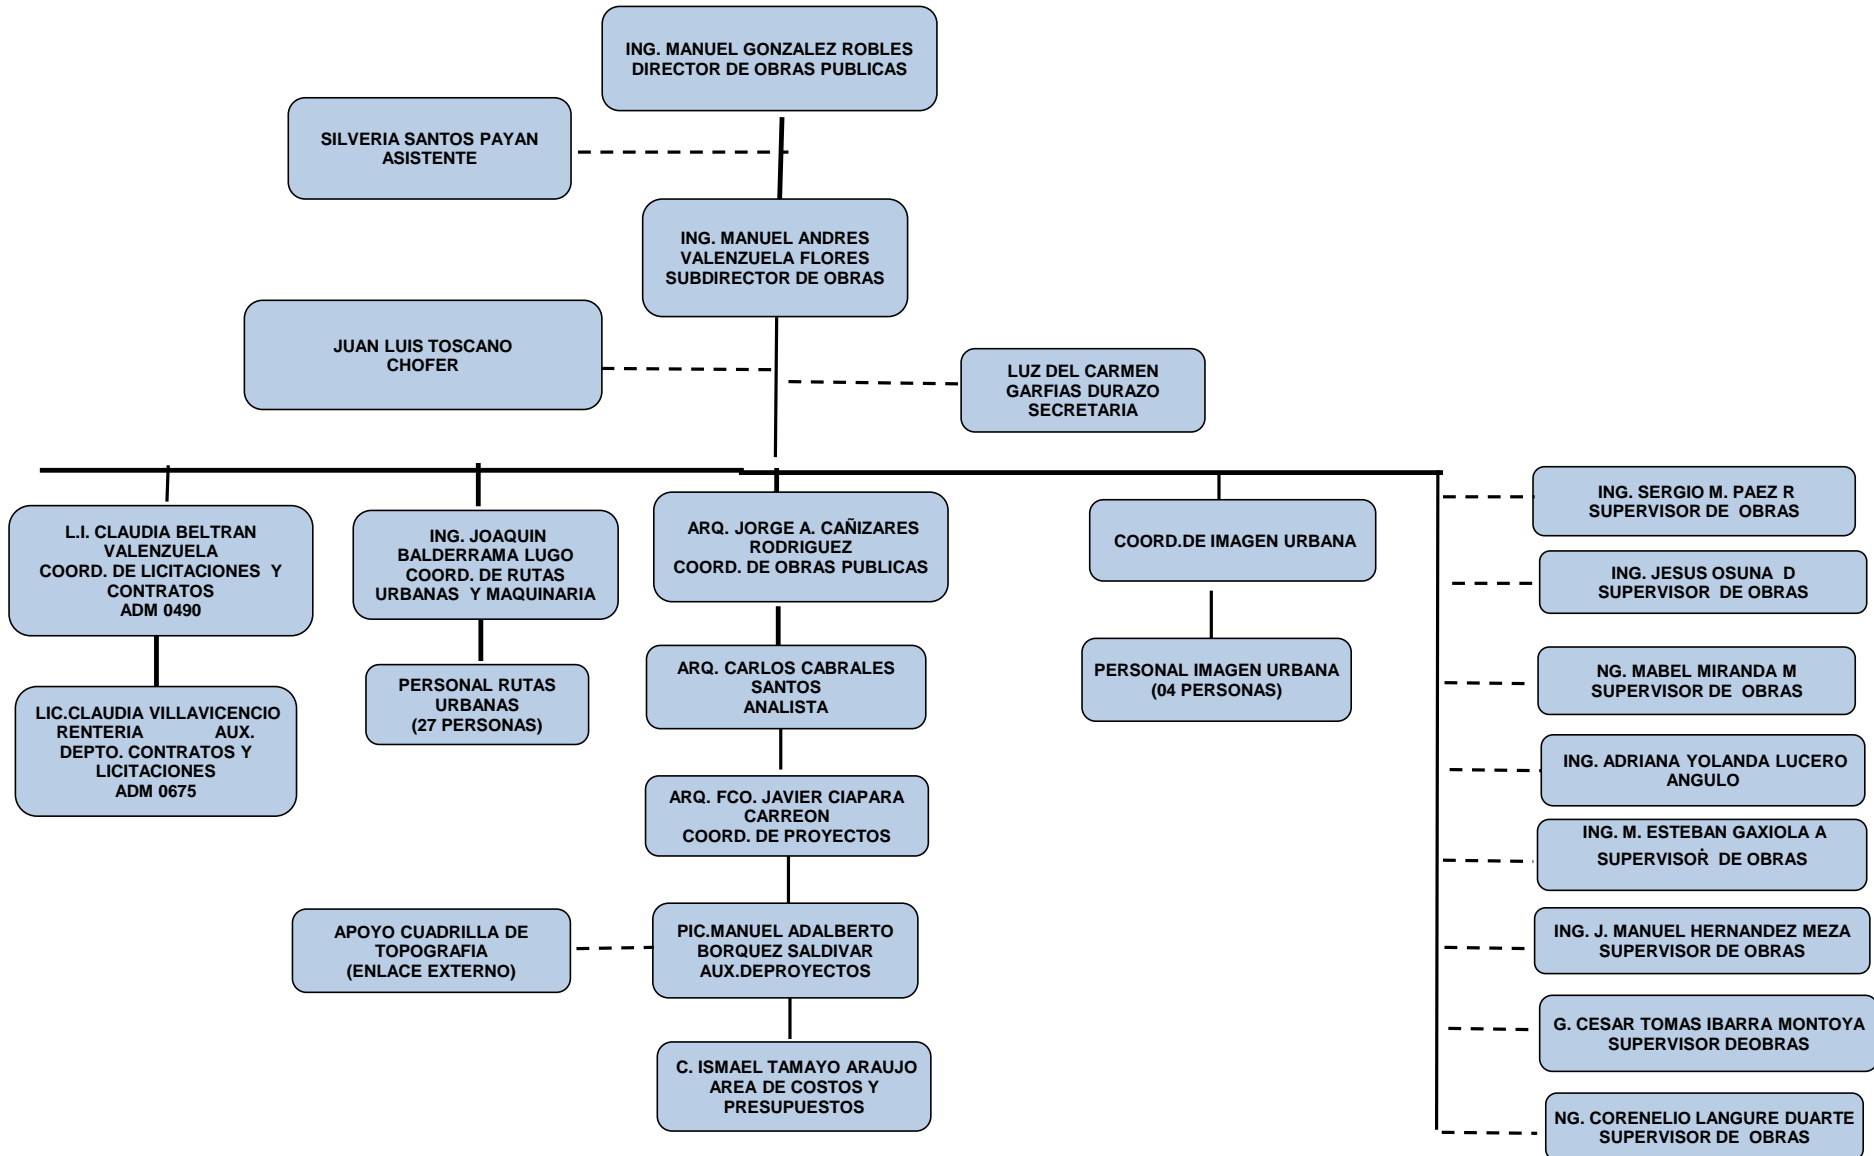 ING. MANUEL GONZALEZ ROBLES
DIRECTOR DE OBRAS PUBLICAS
SILVERIA SANTOS PAYAN
ASISTENTE
ING. MANUEL ANDRES
VALENZUELA FLORES
SUBDIRECTOR DE OBRAS
JUAN LUIS TOSCANO
CHOFER
LUZ DEL CARMEN
GARFIAS DURAZO
SECRETARIA
L.I. CLAUDIA BELTRAN
VALENZUELA
COORD. DE LICITACIONES Y
CONTRATOS
ADM 0490
LIC.CLAUDIA VILLAVICENCIO
RENTERIA AUX.
DEPTO. CONTRATOS Y
LICITACIONES
ADM 0675
ING. JOAQUIN
BALDERRAMA LUGO
COORD. DE RUTAS
URBANAS Y MAQUINARIA
PERSONAL RUTAS
URBANAS
(27 PERSONAS)
ARQ. JORGE A. CAÑIZARES
RODRIGUEZ
COORD. DE OBRAS PUBLICAS
ARQ. CARLOS CABRALES
SANTOS
ANALISTA
ARQ. FCO. JAVIER CIAPARA
CARREON
COORD. DE PROYECTOS
APOYO CUADRILLA DE
TOPOGRAFIA
(ENLACE EXTERNO)
PIC.MANUEL ADALBERTO
BORQUEZ SALDIVAR
AUX.DEPROYECTOS
C. ISMAEL TAMAYO ARAUJO
AREA DE COSTOS Y
PRESUPUESTOS
COORD.DE IMAGEN URBANA
PERSONAL IMAGEN URBANA
(04 PERSONAS)
ING. SERGIO M. PAEZ R
SUPERVISOR DE OBRAS
ING. JESUS OSUNA D
SUPERVISOR DE OBRAS
NG. MABEL MIRANDA M
SUPERVISOR DE OBRAS
ING. ADRIANA YOLANDA LUCERO
ANGULO
ING. M. ESTEBAN GAXIOLA A
.
SUPERVISOR DE OBRAS
ING. J. MANUEL HERNANDEZ MEZA
SUPERVISOR DE OBRAS
G. CESAR TOMAS IBARRA MONTOYA
SUPERVISOR DEOBRAS
NG. CORENELIO LANGURE DUARTE
SUPERVISOR DE OBRAS